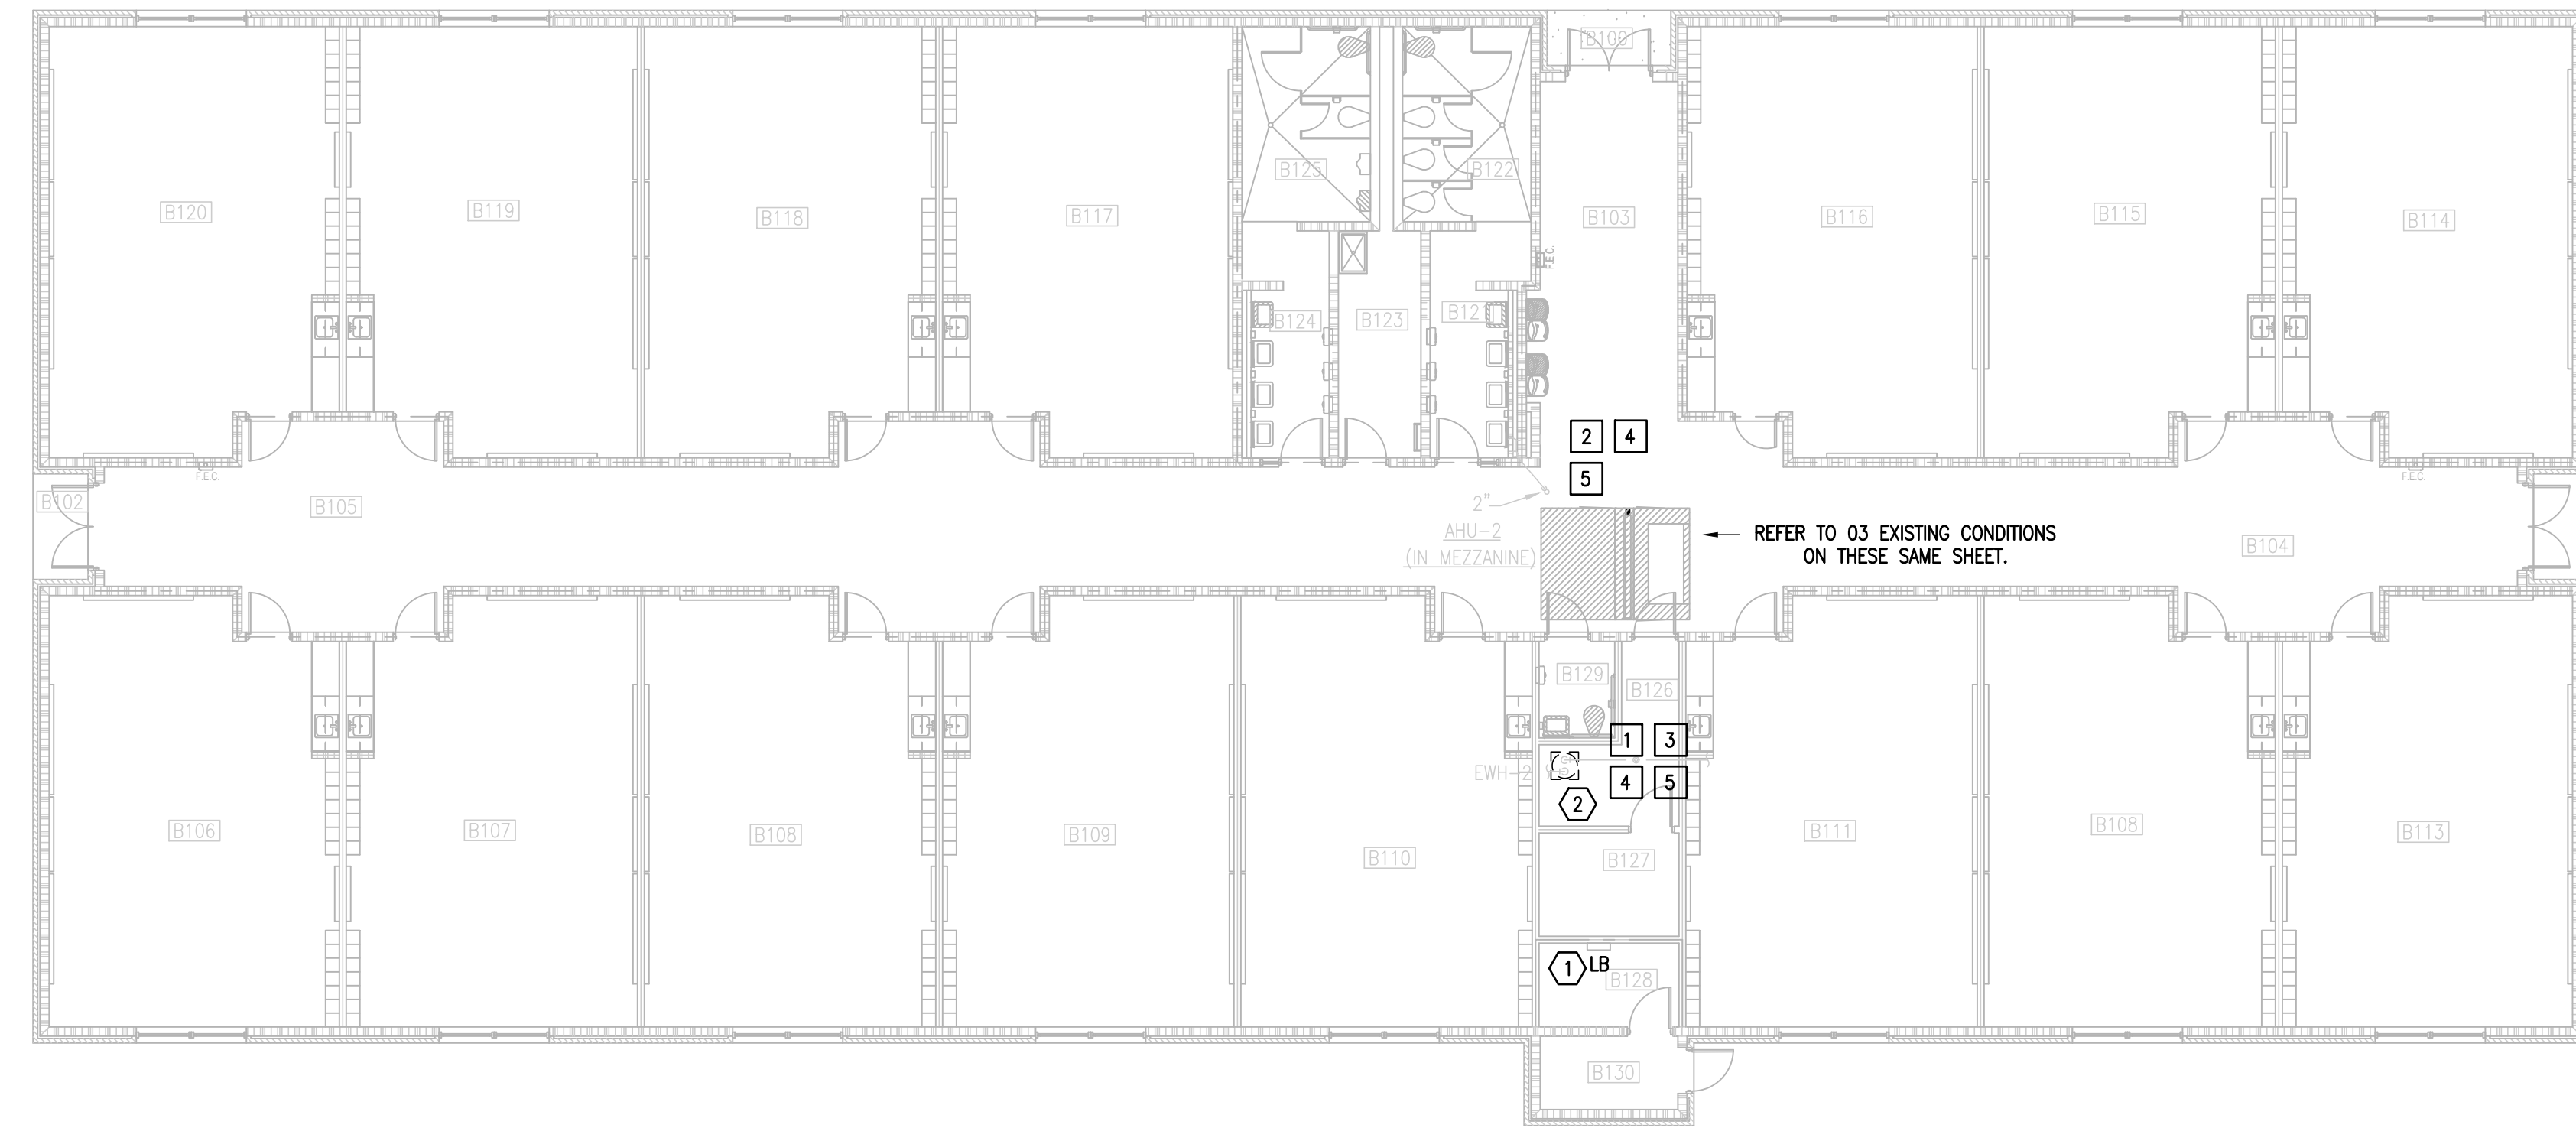 B100
B125
B122
B120
B119
B118
B117
B103
B116
B115
B114
F.E.C.
B124
B123
B121
2 4
5
F.E.C.
F.E.C.
B102
B105
2"
AHU-2
(IN MEZZANINE)
REFER TO 03 EXISTING CONDITIONS
ON THESE SAME SHEET.
B104
B129
B126
1 3
EWH-2
4 5
2
B106
B107
B108
B109
B110
B127
B111
B108
B113
1 LB
B128
B130